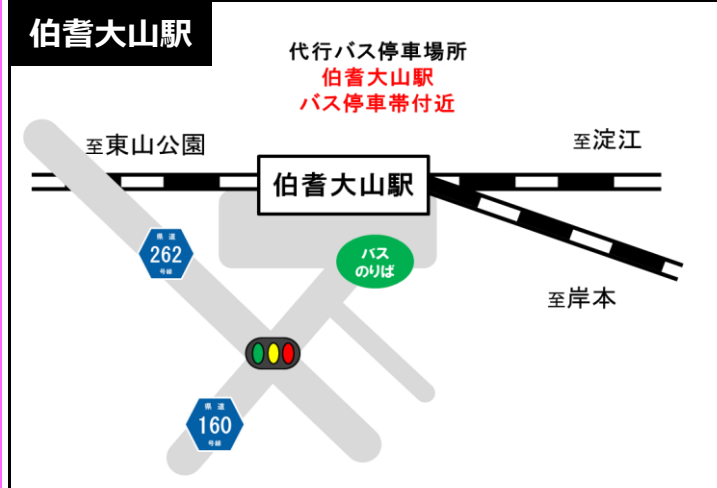 伯耆大山駅
代行バス停車場所
伯耆大山駅
バス停車帯付近
至東山公園
至淀江
伯耆大山駅
県道
262
号線
バス
のりば
至岸本
県道
160
号線